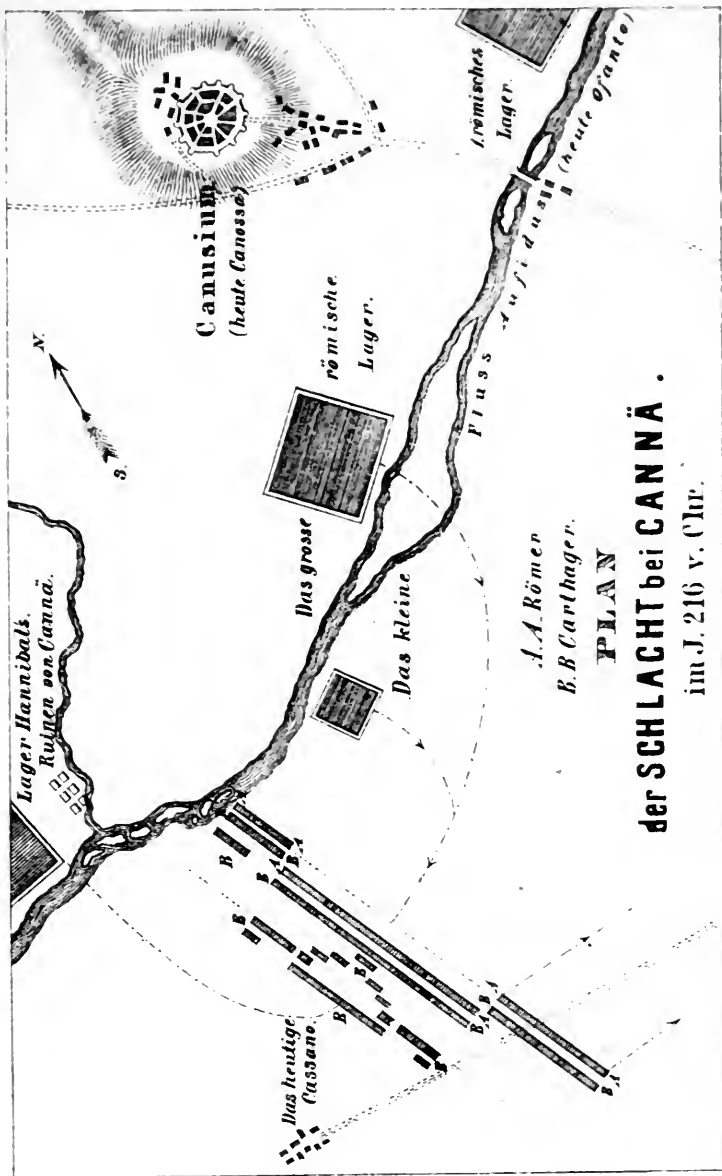 PLAN
der SCHLACHT bei CANNÄ.
im J. 216 v. Chr.
A.A. Römer
B.B Carthager.
Lager Hannibals.
Ruinen von Cannä.
N.
S.
Canusium
(heute Canossa)
Das grosse
römische
Lager.
Das kleine
römisches
Lager.
Fluss Aufidus (heute Ofanto)
Das heutige
Cassano.
B
B
A
B
A
B
B
B
B
B
A
B
A
B
A